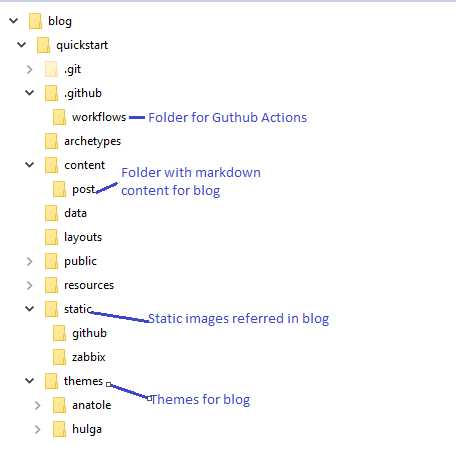 blog
quickstart
.git
.github
workflows Folder for Guthub Actions
archetypes
content
Folder with markdown
post content for blog
data
layouts
public
resources
static Static images referred in blog
github
zabbix
themes
Themes for blog
anatole
hulga